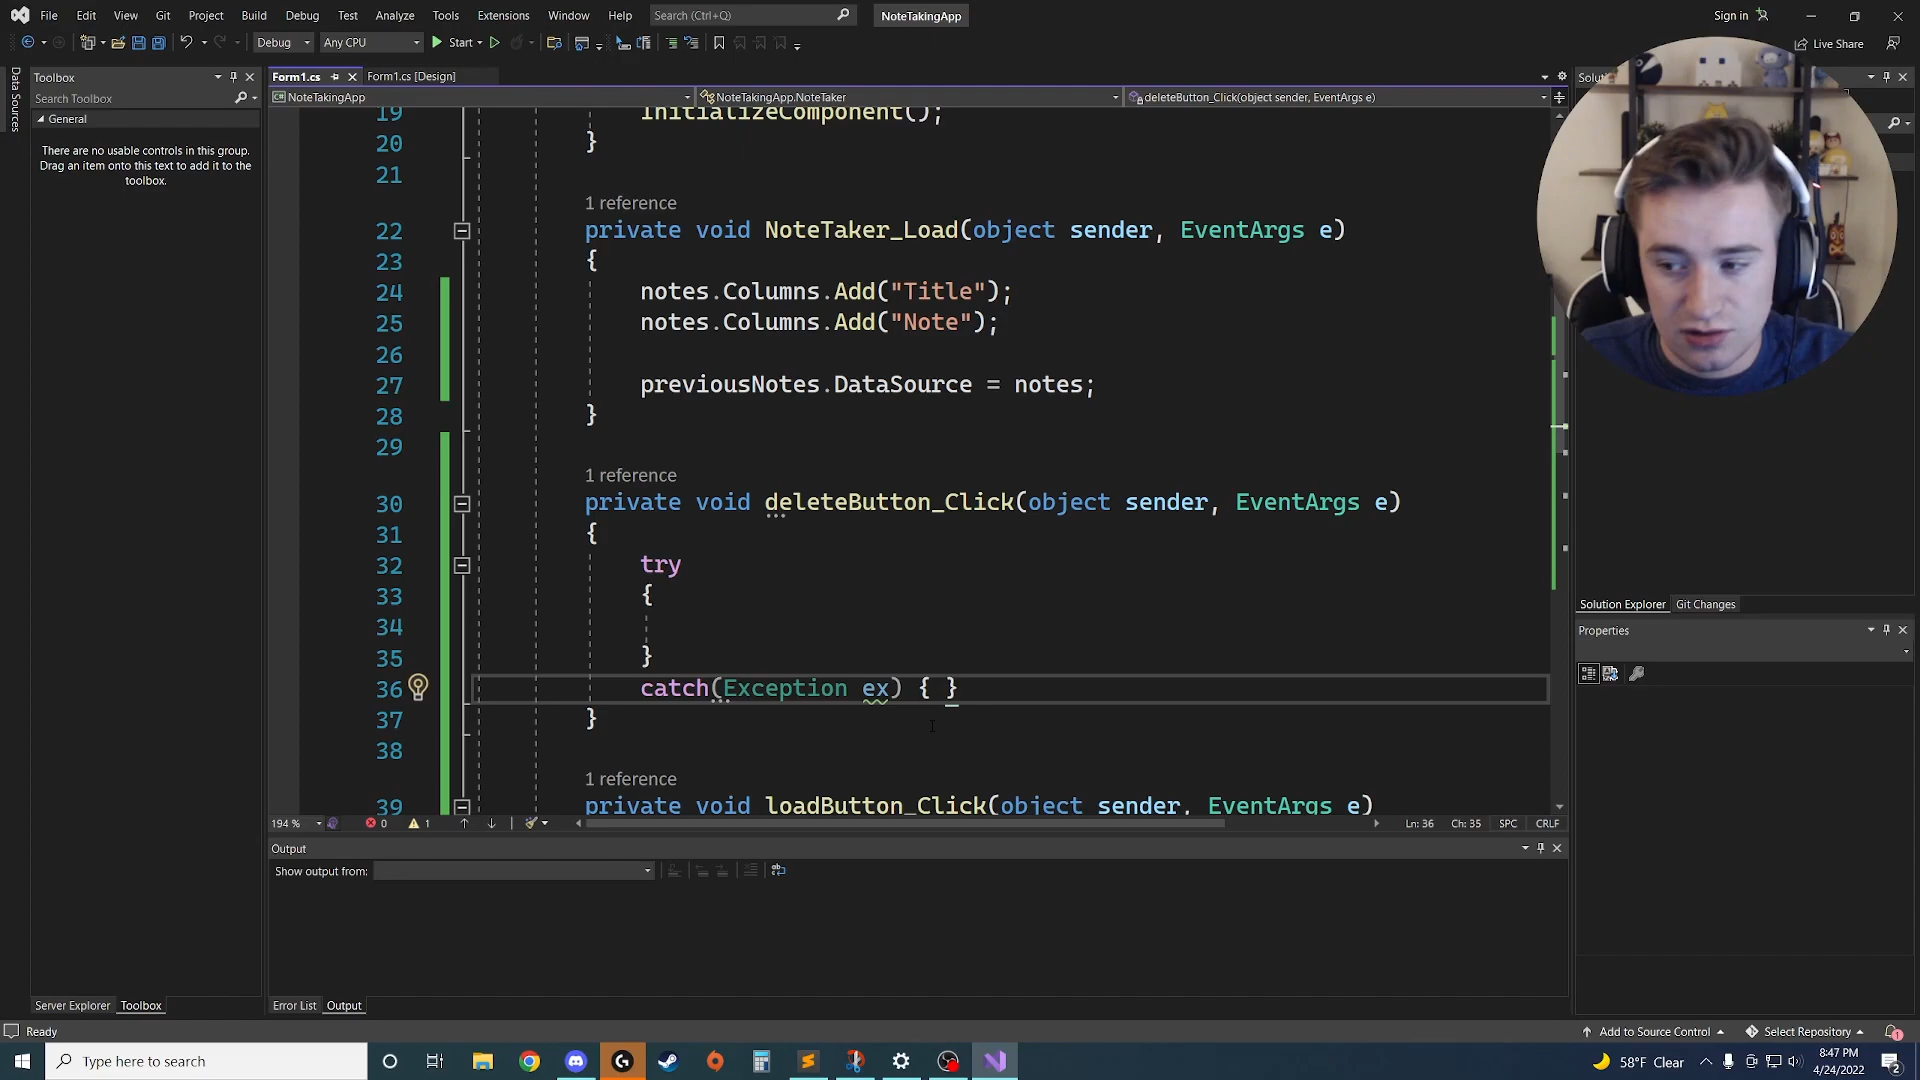 File Edit View Git Project Build Debug Test Analyze Tools Extensions Window Help Search (Ctrl+Q) NoteTakingApp Sign in
Debug Any CPU Start Live Share
Data Sources
Toolbox
Search Toolbox
General
There are no usable controls in this group.
Drag an item onto this text to add it to the
toolbox.
Server Explorer Toolbox
Form1.cs Form1.cs [Design]
NoteTakingApp NoteTakingApp.NoteTaker deleteButton_Click(object sender, EventArgs e)
19 InitializeComponent();
20 }
21
1 reference
22 private void NoteTaker_Load(object sender, EventArgs e)
23 {
24 notes.Columns.Add("Title");
25 notes.Columns.Add("Note");
26
27 previousNotes.DataSource = notes;
28 }
29
1 reference
30 private void deleteButton_Click(object sender, EventArgs e)
31 {
32 try
33 {
34
35 }
36 catch(Exception ex) { }
37 }
38
1 reference
39 private void loadButton_Click(object sender, EventArgs e)
194 % 0 1 Ln: 36 Ch: 35 SPC CRLF
Output
Show output from:
Error List Output
Solution Explorer Git Changes
Properties
Ready Add to Source Control Select Repository 1
Type here to search 58°F Clear 8:47 PM
4/24/2022 2